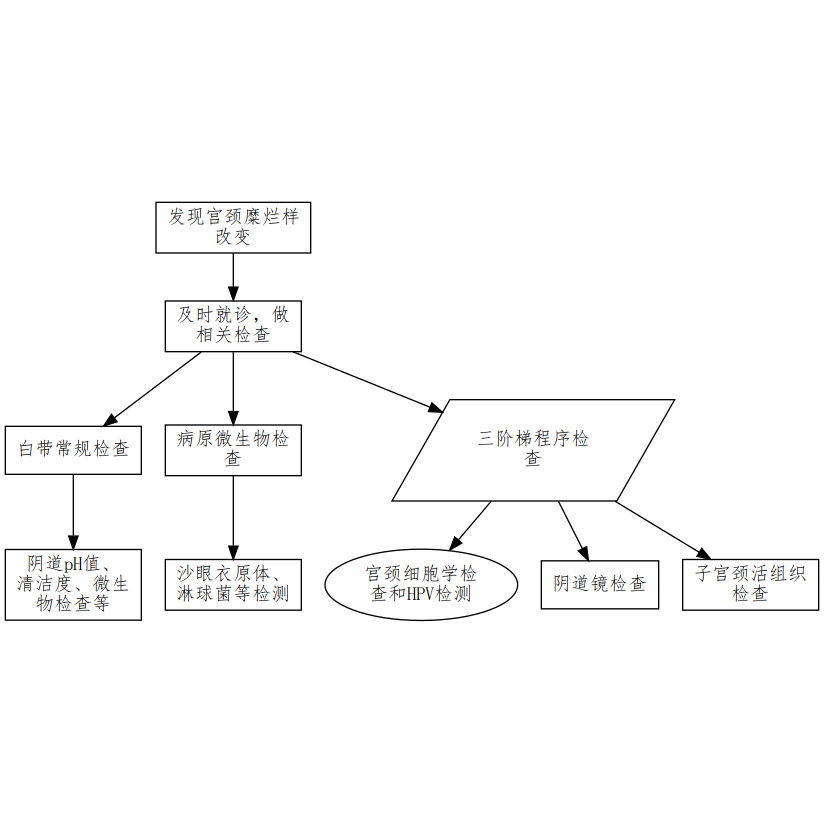 发现宫颈糜烂样
改变
及时就诊，做
相关检查
白带常规检查
病原微生物检
查
三阶梯程序检
查
阴道pH值、
清洁度、微生
物检查等
沙眼衣原体、
淋球菌等检测
宫颈细胞学检
查和HPV检测
阴道镜检查
子宫颈活组织
检查